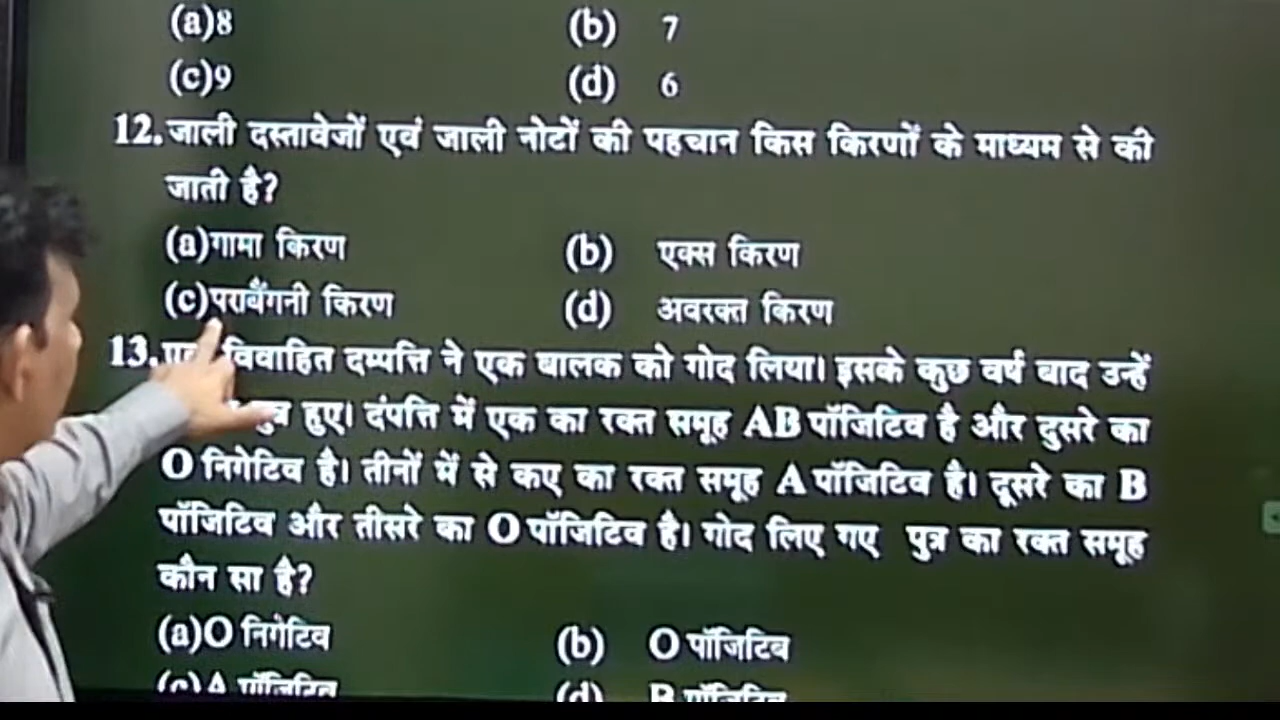 (a)8 (b) 7
(c)9 (d) 6
12. जाली दस्तावेजों एवं जाली नोटों की पहचान किस किरणों के माध्यम से की
जाती है?
(a)गामा किरण (b) एक्स किरण
(c)पराबैंगनी किरण (d) अवरक्त किरण
13. विवाहित दम्पत्ति ने एक बालक को गोद लिया। इसके कुछ वर्ष बाद उन्हें
हुए। दंपत्ति में एक का रक्त समूह AB पॉजिटिव है और दुसरे का
O निगेटिव है। तीनों में से कए का रक्त समूह A पॉजिटिव है। दूसरे का B
पॉजिटिव और तीसरे का O पॉजिटिव है। गोद लिए गए पुत्र का रक्त समूह
कौन सा है?
(a)O निगेटिव (b) O पॉजिटिव
(c)A पॉजिटिव (d) B पॉजिटिव